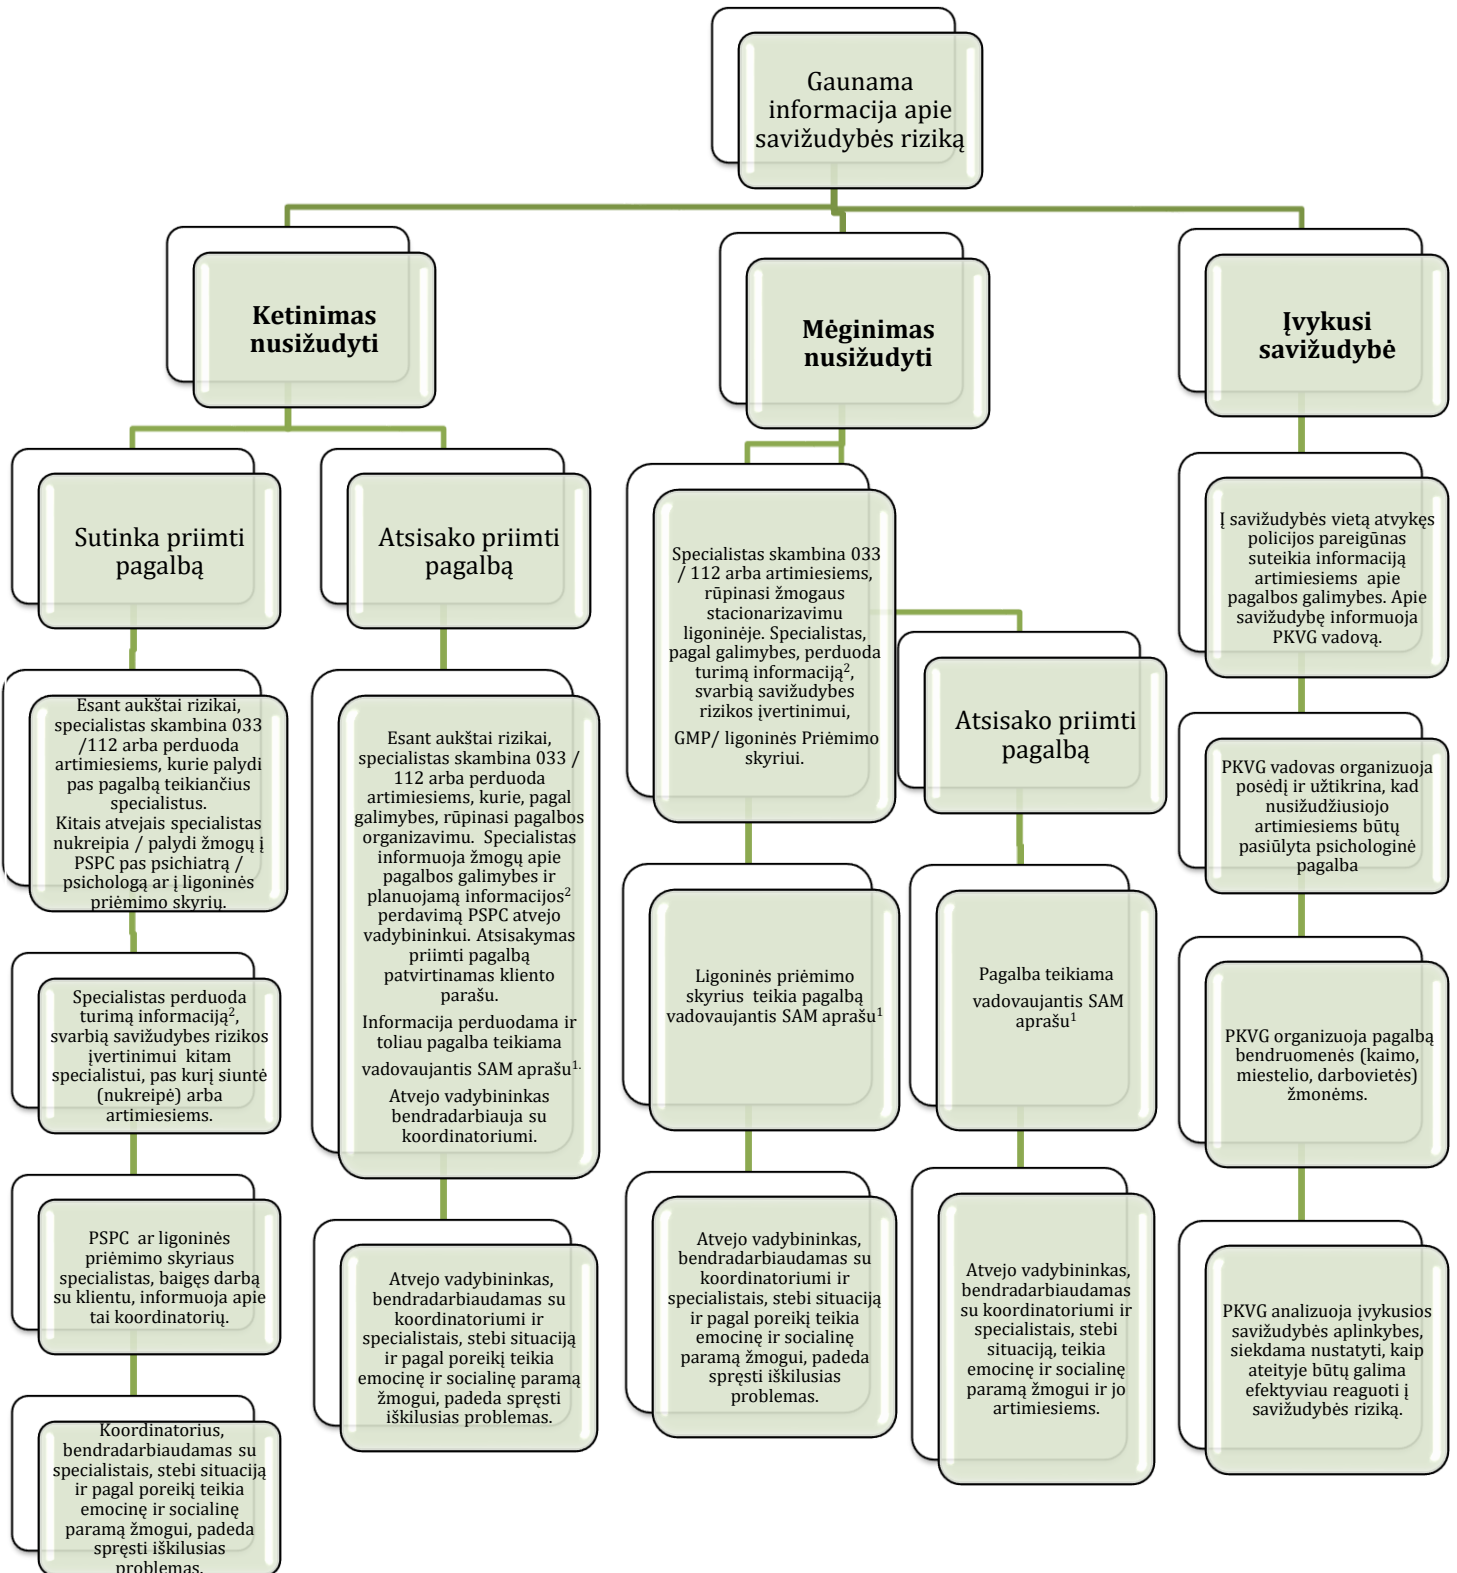 Gaunama
informacija apie
savižudybės riziką
Ketinimas
nusižudyti
Mėginimas
nusižudyti
Įvykusi
savižudybė
Sutinka priimti
pagalbą
Esant aukštai rizikai,
specialistas skambina 033
/112 arba perduoda
artimiesiems, kurie palydi
pas pagalbą teikiančius
specialistus.
Kitais atvejais specialistas
nukreipia / palydi žmogų į
PSPC pas psichiatrą /
psichologą ar į ligoninės
priėmimo skyrių.
Specialistas perduoda
turimą informaciją²,
svarbią savižudybes rizikos
įvertinimui kitam
specialistui, pas kurį siuntė
(nukreipė) arba
artimiesiems.
PSPC ar ligoninės
priėmimo skyriaus
specialistas, baigęs darbą
su klientu, informuoja apie
tai koordinatorių.
Koordinatorius,
bendradarbiaudamas su
specialistais, stebi situaciją
ir pagal poreikį teikia
emocinę ir socialinę
paramą žmogui, padeda
spręsti iškilusias
problemas.
Atsisako priimti
pagalbą
Esant aukštai rizikai,
specialistas skambina 033 /
112 arba perduoda
artimiesiems, kurie, pagal
galimybes, rūpinasi pagalbos
organizavimu. Specialistas
informuoja žmogų apie
pagalbos galimybes ir
planuojamą informacijos²
perdavimą PSPC atvejo
vadybininkui. Atsisakymas
priimti pagalbą
patvirtinamas kliento
parašu.
Informacija perduodama ir
toliau pagalba teikiama
vadovaujantis SAM aprašu¹.
Atvejo vadybininkas
bendradarbiauja su
koordinatoriumi.
Atvejo vadybininkas,
bendradarbiaudamas su
koordinatoriumi ir
specialistais, stebi situaciją
ir pagal poreikį teikia
emocinę ir socialinę paramą
žmogui, padeda spręsti
iškilusias problemas.
Specialistas skambina 033
/ 112 arba artimiesiems,
rūpinasi žmogaus
stacionarizavimu
ligoninėje. Specialistas,
pagal galimybes, perduoda
turimą informaciją²,
svarbią savižudybes
rizikos įvertinimui,
GMP/ ligoninės Priėmimo
skyriui.
Ligoninės priėmimo
skyrius teikia pagalbą
vadovaujantis SAM aprašu¹
Atvejo vadybininkas,
bendradarbiaudamas su
koordinatoriumi ir
specialistais, stebi situaciją
ir pagal poreikį teikia
emocinę ir socialinę
paramą žmogui, padeda
spręsti iškilusias
problemas.
Atsisako priimti
pagalbą
Pagalba teikiama
vadovaujantis SAM
aprašu¹
Atvejo vadybininkas,
bendradarbiaudamas
su koordinatoriumi ir
specialistais, stebi
situaciją, teikia
emocinę ir socialinę
paramą žmogui ir jo
artimiesiems.
Į savižudybės vietą atvykęs
policijos pareigūnas
suteikia informaciją
artimiesiems apie
pagalbos galimybes. Apie
savižudybę informuoja
PKVG vadovą.
PKVG vadovas organizuoja
posėdį ir užtikrina, kad
nusižudžiusiojo
artimiesiems būtų
pasiūlyta psichologinė
pagalba
PKVG organizuoja pagalbą
bendruomenės (kaimo,
miestelio, darbovietės)
žmonėms.
PKVG analizuoja įvykusios
savižudybės aplinkybes,
siekdama nustatyti, kaip
ateityje būtų galima
efektyviau reaguoti į
savižudybės riziką.